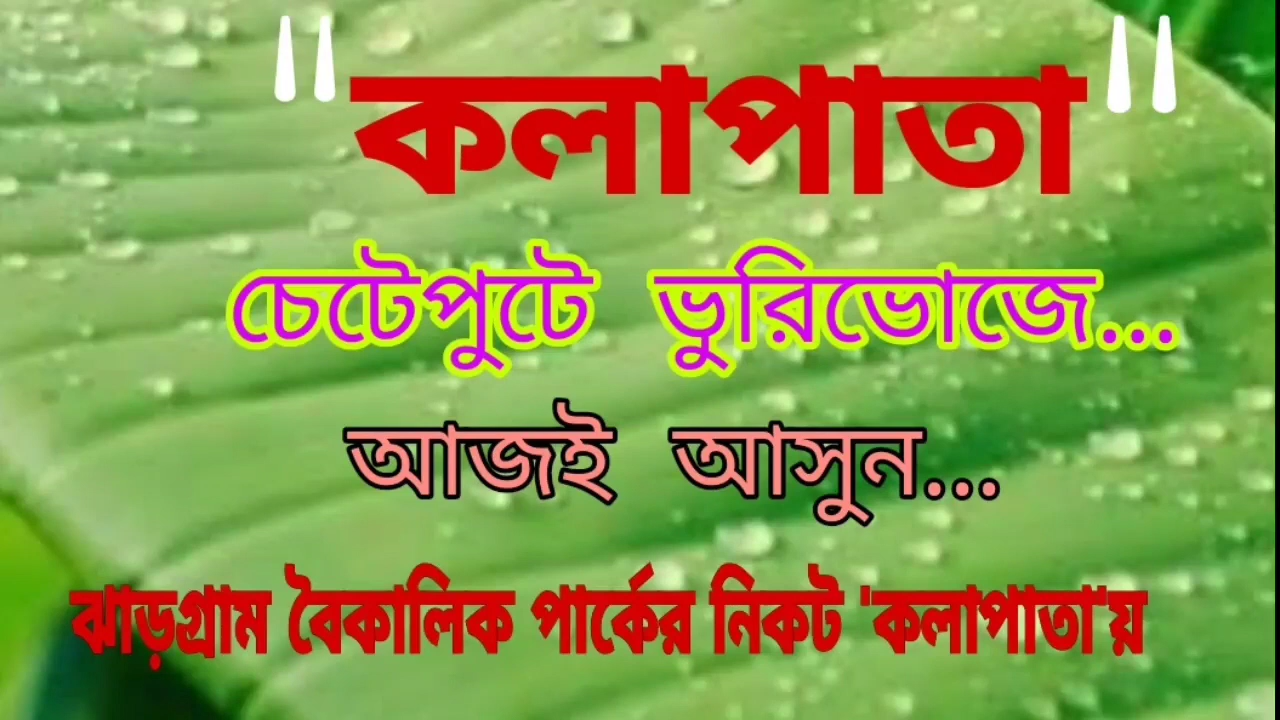 "কলাপাতা"
চেটেপুটে ভুরিভোজে...
আজই আসুন...
ঝাড়গ্রাম বৈকালিক পার্কের নিকট 'কলাপাতা'য়